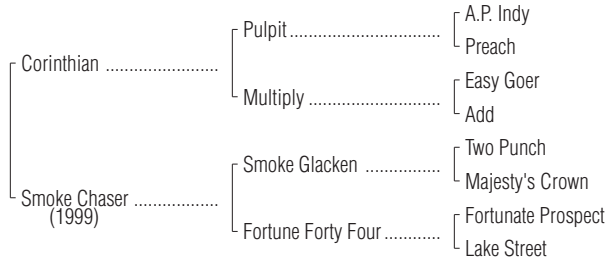 A.P. Indy
Pulpit
Preach
Corinthian
Easy Goer
Multiply
Add
Two Punch
Smoke Glacken
Majesty's Crown
Smoke Chaser
(1999)
Fortunate Prospect
Fortune Forty Four
Lake Street